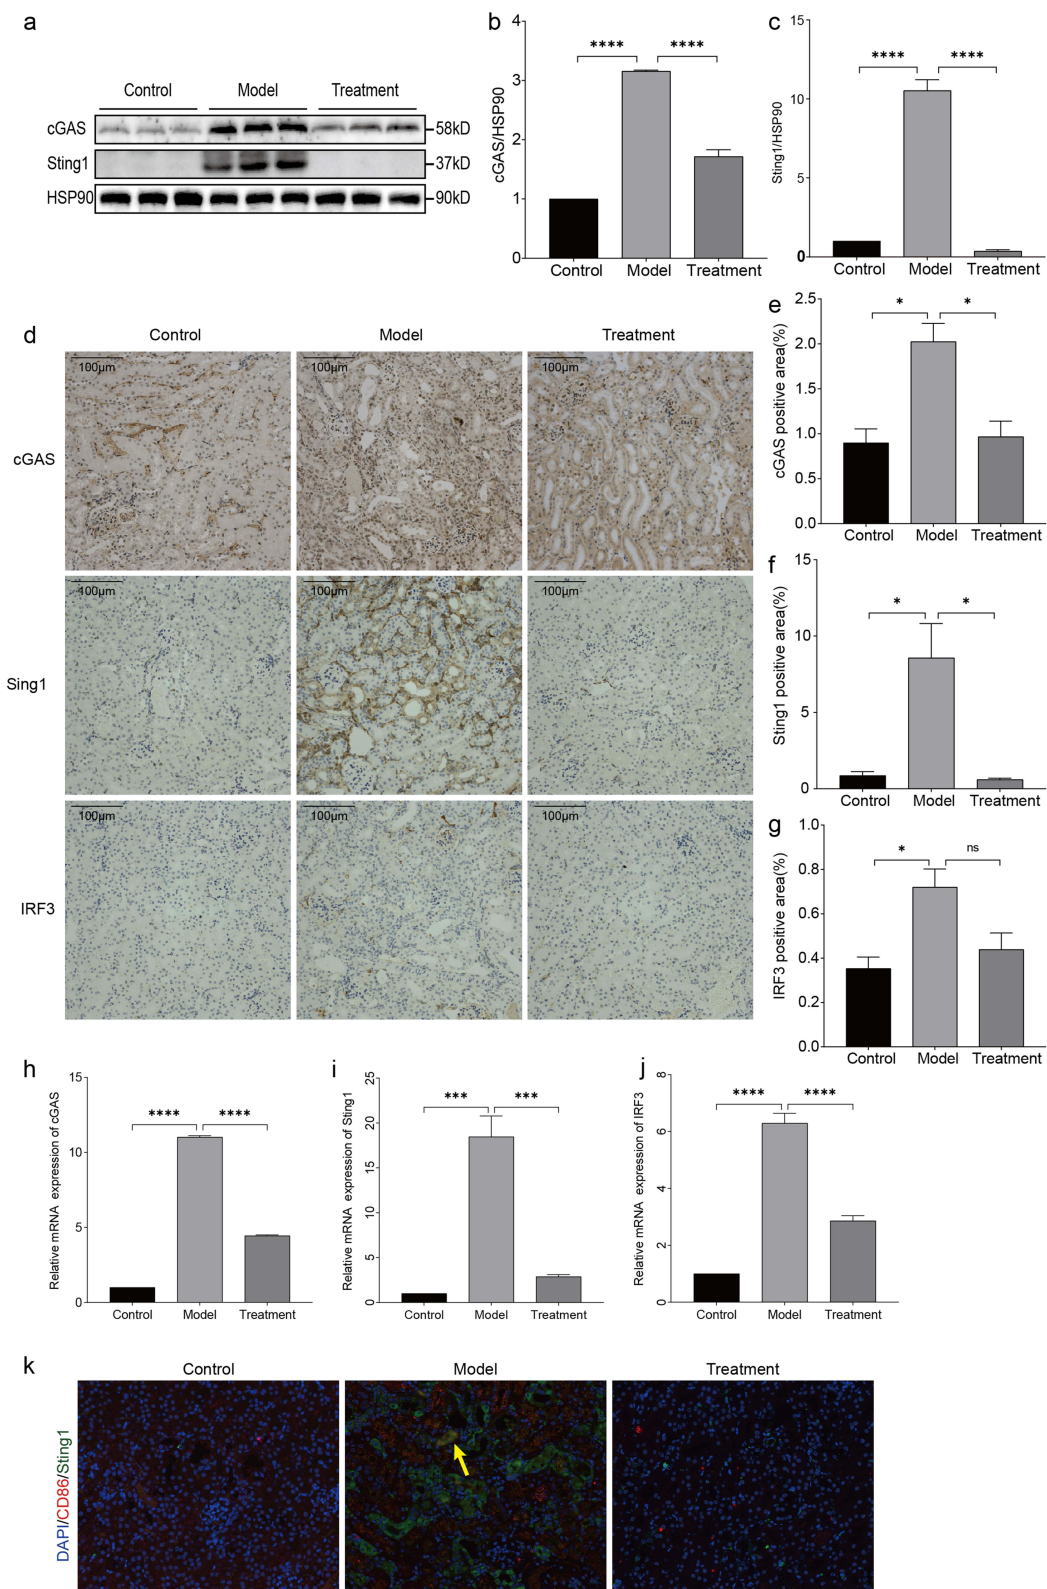 a
Control Model Treatment
cGAS 58kD
Sting1 37kD
HSP90 90kD
b
cGAS/HSP90
4
3
2
1
0
**** ****
Control Model Treatment
c
Sting1/HSP90
15
10
5
0
**** ****
Control Model Treatment
d
Control Model Treatment
cGAS
100μm 100μm 100μm
Sing1
100μm 100μm 100μm
IRF3
100μm 100μm 100μm
e
cGAS positive area(%)
2.5
2.0
1.5
1.0
0.5
0.0
* *
Control Model Treatment
f
Sting1 positive area(%)
15
10
5
0
* *
Control Model Treatment
g
IRF3 positive area(%)
1.0
0.8
0.6
0.4
0.2
0.0
* ns
Control Model Treatment
h
Relative mRNA expression of cGAS
15
10
5
0
**** ****
Control Model Treatment
i
Relative mRNA expression of Sting1
25
20
15
10
5
0
*** ***
Control Model Treatment
j
Relative mRNA expression of IRF3
8
6
4
2
0
**** ****
Control Model Treatment
k
Control Model Treatment
DAPI/CD86/Sting1